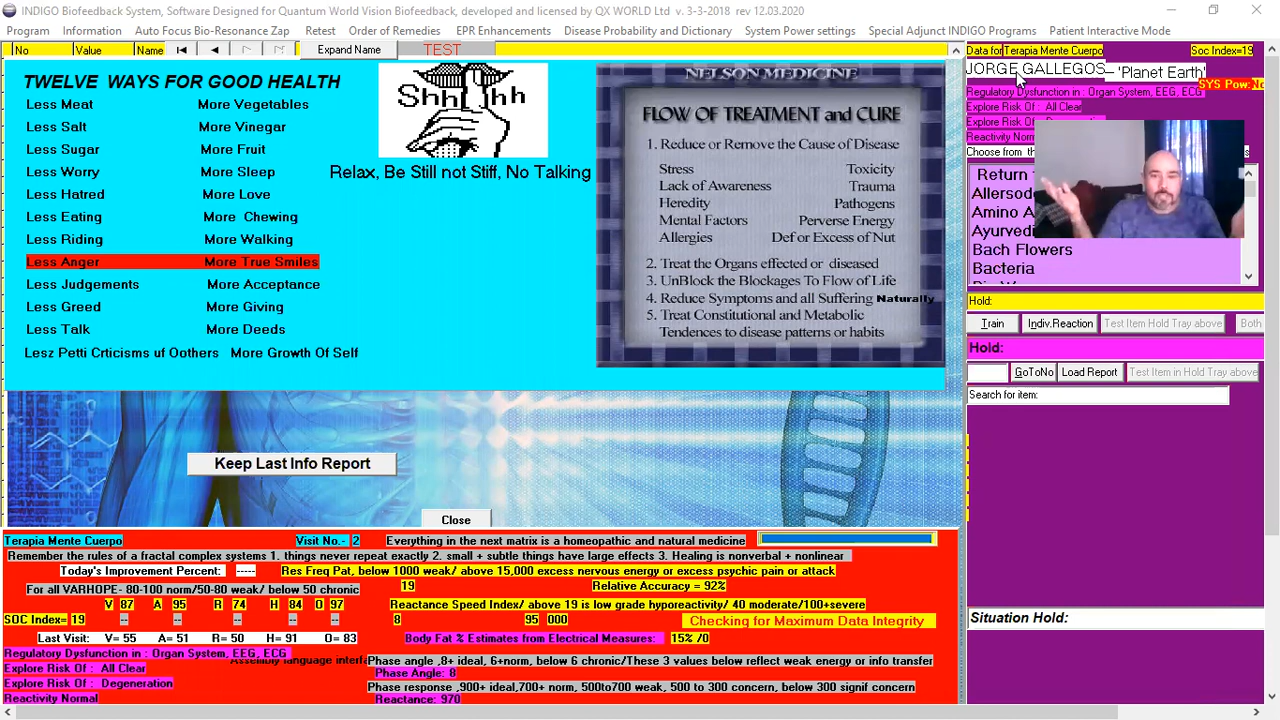 INDIGO Biofeedback System, Software Designed for Quantum World Vision Biofeedback, developed and licensed by QX WORLD Ltd v. 3-3-2018 rev 12.03.2020
Program Information Auto Focus Bio-Resonance Zap Retest Order of Remedies EPR Enhancements Disease Probability and Dictionary System Power settings Special Adjunct INDIGO Programs Patient Interactive Mode
No Value Name Expand Name TEST
TWELVE WAYS FOR GOOD HEALTH
Less Meat More Vegetables
Less Salt More Vinegar
Less Sugar More Fruit
Less Worry More Sleep
Less Hatred More Love
Less Eating More Chewing
Less Riding More Walking
Less Anger More True Smiles
Less Judgements More Acceptance
Less Greed More Giving
Less Talk More Deeds
Lesz Petti Crticisms uf Oothers More Growth Of Self
Shh hh
Relax, Be Still not Stiff, No Talking
NELSON MEDICINE
FLOW OF TREATMENT and CURE
1. Reduce or Remove the Cause of Disease
Stress Toxicity
Lack of Awareness Trauma
Heredity Pathogens
Mental Factors Perverse Energy
Allergies Def or Excess of Nut
2. Treat the Organs effected or diseased
3. UnBlock the Blockages To Flow of Life
4. Reduce Symptoms and all Suffering Naturally
5. Treat Constitutional and Metabolic
Tendences to disease patterns or habits
Keep Last Info Report
Close
Data for Terapia Mente Cuerpo Soc Index=19
JORGE GALLEGOS – 'Planet Earth'
SYS Pow: No
Regulatory Dysfunction in : Organ System, EEG, ECG
Explore Risk Of : All Clear
Explore Risk Of :
Reactivity Norm
Choose from th
Return
Allersod
Amino A
Ayurved
Bach Flowers
Bacteria
Hold:
Train Indiv.Reaction Test Item Hold Tray above Both
Hold:
GoToNo Load Report Test Item in Hold Tray above
Search for item:
Situation Hold:
Terapia Mente Cuerpo Visit No.- 2 Everything in the next matrix is a homeopathic and natural medicine
Remember the rules of a fractal complex systems 1. things never repeat exactly 2. small + subtle things have large effects 3. Healing is nonverbal + nonlinear
Today's Improvement Percent: ----- Res Freq Pat, below 1000 weak/ above 15,000 excess nervous energy or excess psychic pain or attack
For all VARHOPE- 80-100 norm/50-80 weak/ below 50 chronic 19 Relative Accuracy = 92%
V 87 A 95 R 74 H 84 O 97 Reactance Speed Index/ above 19 is low grade hyporeactivity/ 40 moderate/100+severe
SOC Index= 19 -- -- -- -- -- 8 95 000 Checking for Maximum Data Integrity
Last Visit: V= 55 A= 51 R= 50 H= 91 O= 83 Body Fat % Estimates from Electrical Measures: 15% /0
Regulatory Dysfunction in : Organ System, EEG, ECG
Assembly language interfa Phase angle ,8+ ideal, 6+norm, below 6 chronic/These 3 values below reflect weak energy or info transfer
Explore Risk Of : All Clear Phase Angle: 8
Explore Risk Of : Degeneration Phase response ,900+ ideal,700+ norm, 500to700 weak, 500 to 300 concern, below 300 signif concern
Reactivity Normal Reactance: 970